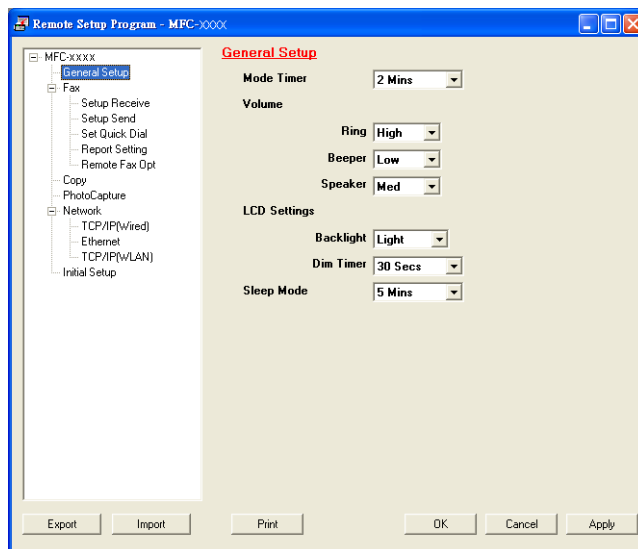 Remote Setup Program - MFC-XXXX
MFC-xxxx
General Setup
Fax
Setup Receive
Setup Send
Set Quick Dial
Report Setting
Remote Fax Opt
Copy
PhotoCapture
Network
TCP/IP(Wired)
Ethernet
TCP/IP(WLAN)
Initial Setup
General Setup
Mode Timer 2 Mins
Volume
Ring High
Beeper Low
Speaker Med
LCD Settings
Backlight Light
Dim Timer 30 Secs
Sleep Mode 5 Mins
Export Import Print OK Cancel Apply